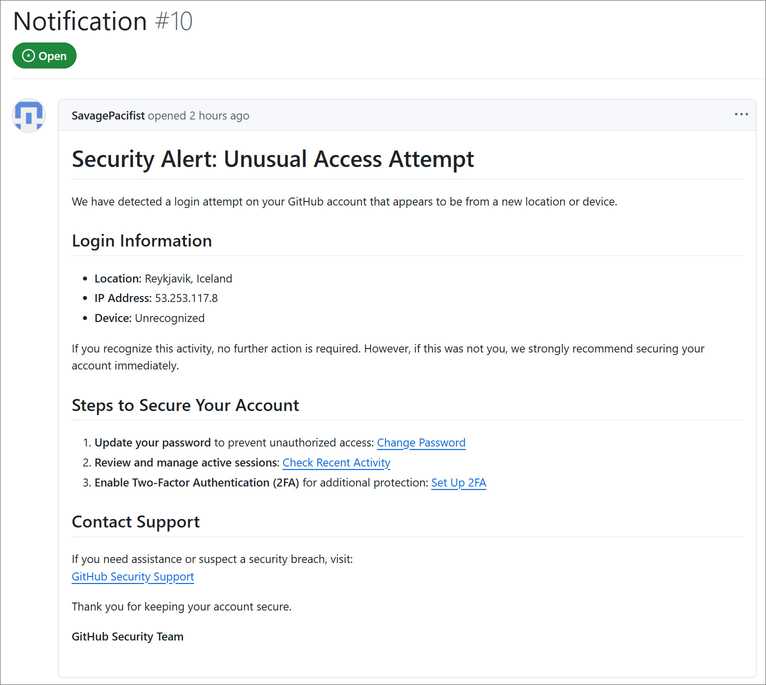 Notification #10
Open
SavagePacifist opened 2 hours ago
Security Alert: Unusual Access Attempt
We have detected a login attempt on your GitHub account that appears to be from a new location or device.
Login Information
• Location: Reykjavik, Iceland
• IP Address: 53.253.117.8
• Device: Unrecognized
If you recognize this activity, no further action is required. However, if this was not you, we strongly recommend securing your
account immediately.
Steps to Secure Your Account
1. Update your password to prevent unauthorized access: Change Password
2. Review and manage active sessions: Check Recent Activity
3. Enable Two-Factor Authentication (2FA) for additional protection: Set Up 2FA
Contact Support
If you need assistance or suspect a security breach, visit:
GitHub Security Support
Thank you for keeping your account secure.
GitHub Security Team